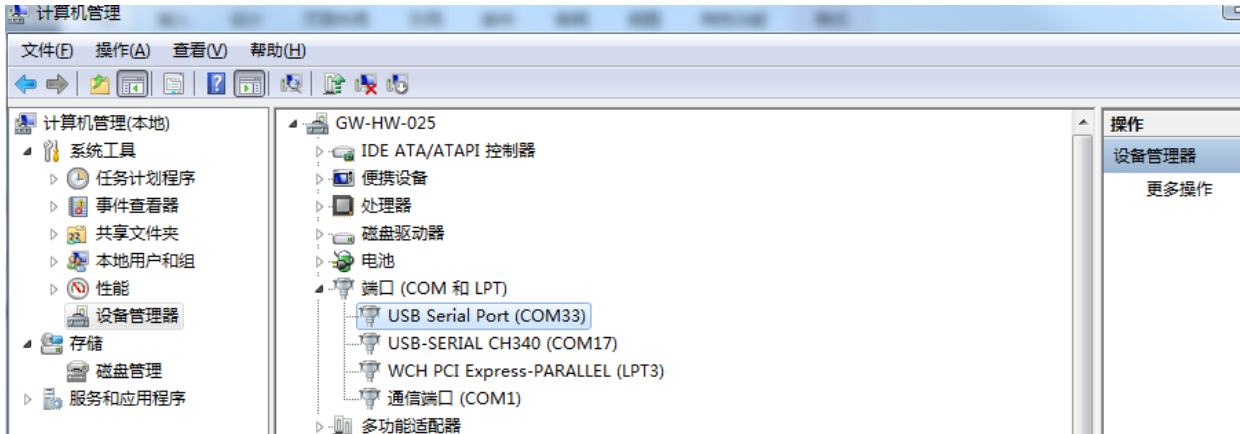 计算机管理
文件(F) 操作(A) 查看(V) 帮助(H)
计算机管理(本地)
系统工具
任务计划程序
事件查看器
共享文件夹
本地用户和组
性能
设备管理器
存储
磁盘管理
服务和应用程序
GW-HW-025
IDE ATA/ATAPI 控制器
便携设备
处理器
磁盘驱动器
电池
端口 (COM 和 LPT)
USB Serial Port (COM33)
USB-SERIAL CH340 (COM17)
WCH PCI Express-PARALLEL (LPT3)
通信端口 (COM1)
多功能适配器
操作
设备管理器
更多操作